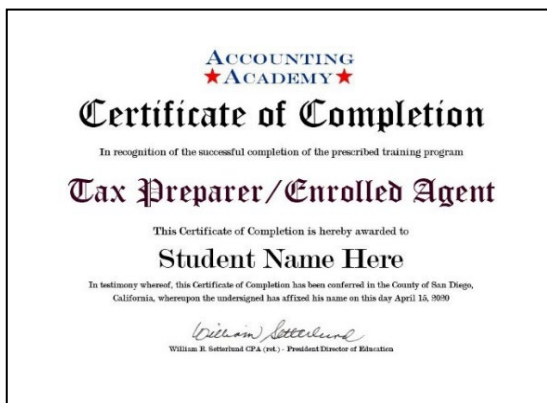 ACCOUNTING
★ACADEMY★
Certificate of Completion
In recognition of the successful completion of the prescribed training program
Tax Preparer/Enrolled Agent
This Certificate of Completion is hereby awarded to
Student Name Here
In testimony whereof, this Certificate of Completion has been conferred in the County of San Diego,
California, whereupon the undersigned has affixed his name on this day April 15, 2020
William Setterlund
William R. Setterlund CPA (ret.) - President/Director of Education